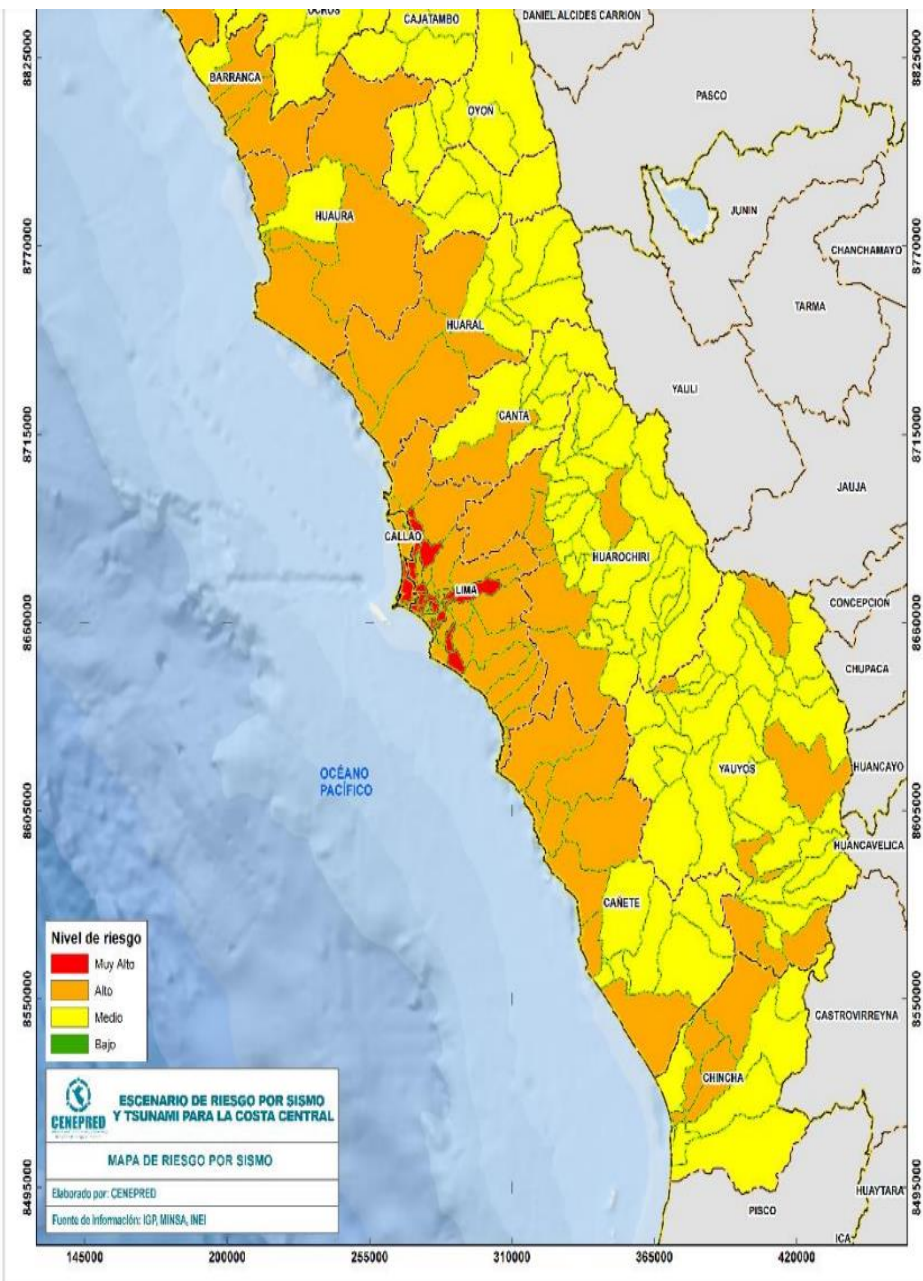 OCROS
CAJATAMBO
DANIEL ALCIDES CARRION
8825000
8825000
BARRANCA
PASCO
OYON
JUNIN
HUAURA
CHANCHAMAYO
8770000
8770000
TARMA
HUARAL
YAULI
CANTA
8715000
8715000
JAUJA
CALLAO
HUAROCHIRI
LIMA
CONCEPCION
8660000
8660000
CHUPACA
OCÉANO
PACÍFICO
YAUYOS
HUANCAYO
8605000
8605000
HUANCAVELICA
CAÑETE
Nivel de riesgo
Muy Alto
Alto
Medio
Bajo
8550000
8550000
CASTROVIRREYNA
CHINCHA
CENEPRED
ESCENARIO DE RIESGO POR SISMO
Y TSUNAMI PARA LA COSTA CENTRAL
MAPA DE RIESGO POR SISMO
Elaborado por: CENEPRED
Fuente de Información: IGP, MINSA, INEI
8495000
8495000
HUAYTARA
PISCO
ICA
145000
200000
255000
310000
365000
420000